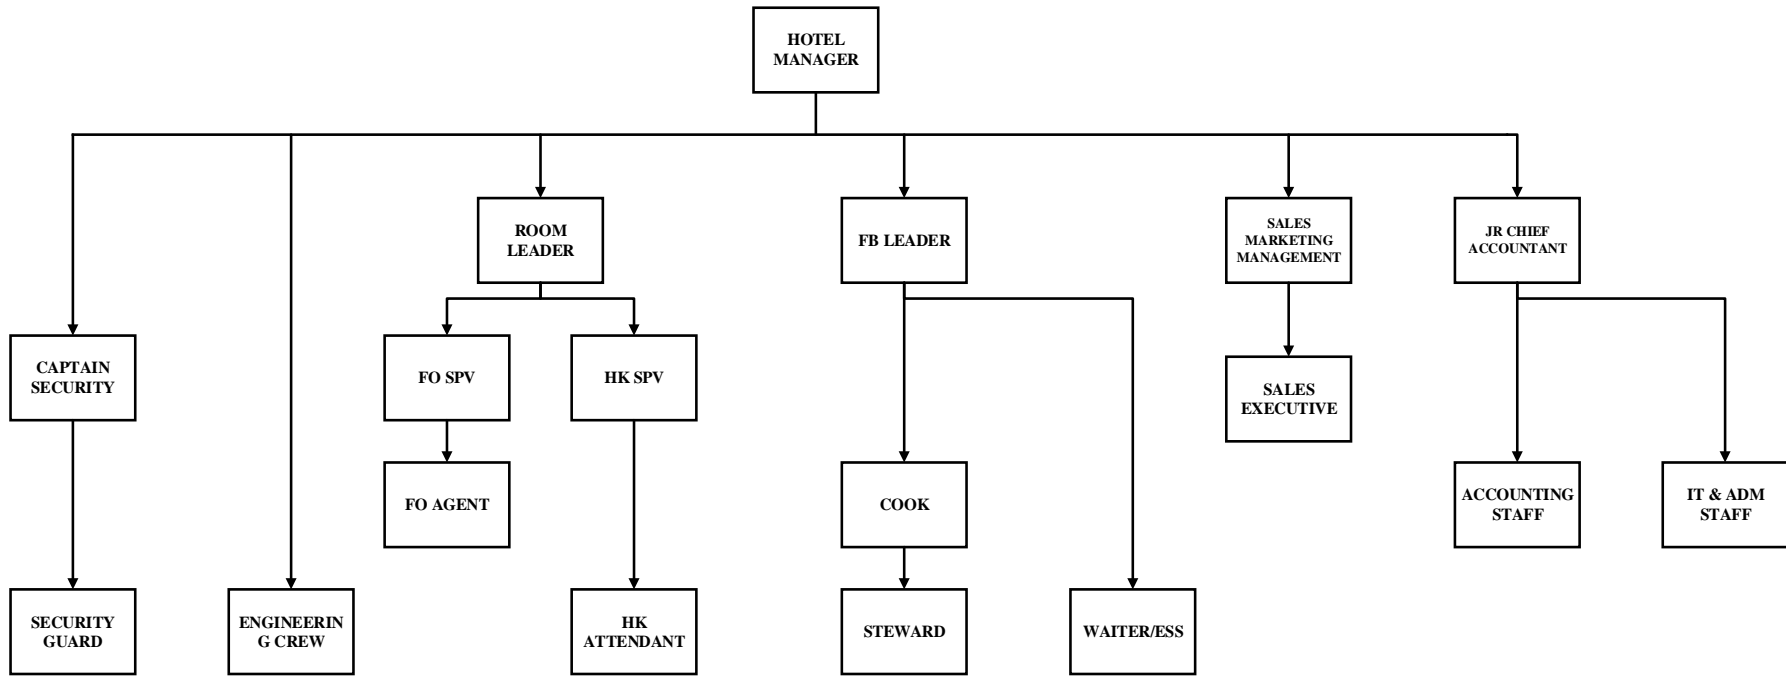 HOTEL
MANAGER
ROOM
LEADER
FB LEADER
SALES
MARKETING
MANAGEMENT
JR CHIEF
ACCOUNTANT
CAPTAIN
SECURITY
FO SPV
HK SPV
SALES
EXECUTIVE
FO AGENT
COOK
ACCOUNTING
STAFF
IT & ADM
STAFF
SECURITY
GUARD
ENGINEERIN
G CREW
HK
ATTENDANT
STEWARD
WAITER/ESS